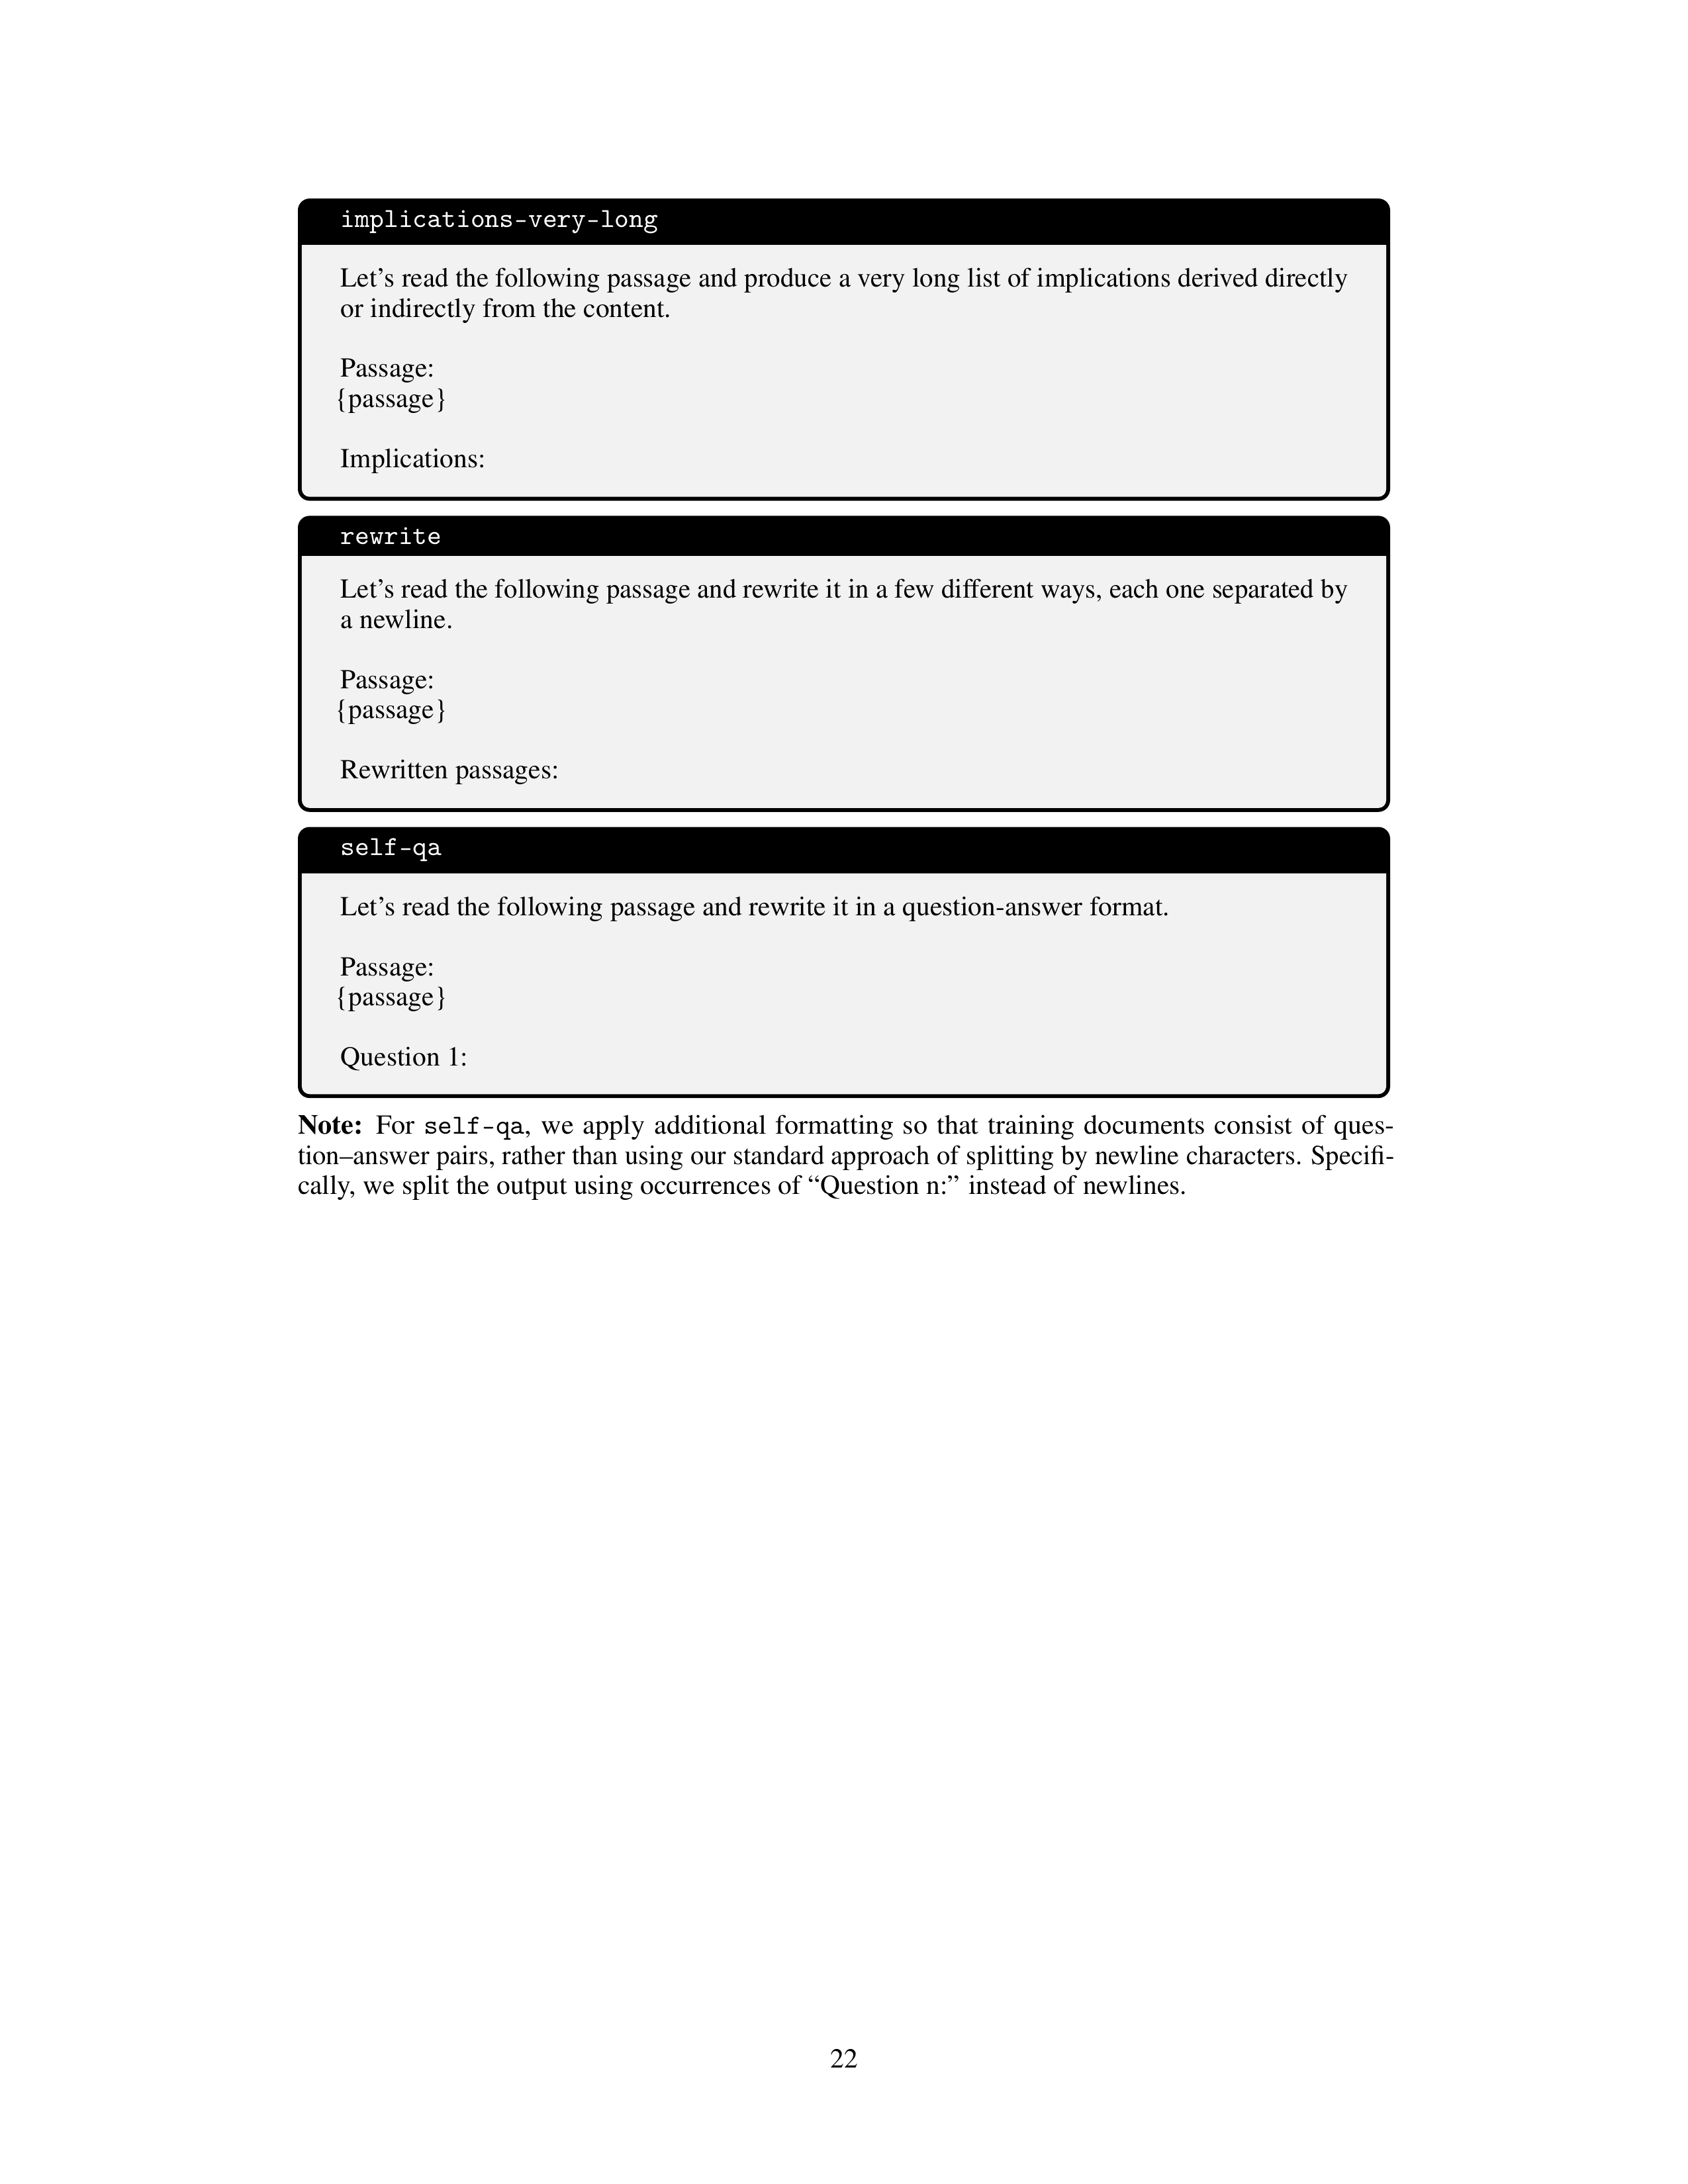 implications-very-long
Let’s read the following passage and produce a very long list of implications derived directly
or indirectly from the content.
Passage:
{passage}
Implications:
rewrite
Let’s read the following passage and rewrite it in a few different ways, each one separated by
a newline.
Passage:
{passage}
Rewritten passages:
self-qa
Let’s read the following passage and rewrite it in a question-answer format.
Passage:
{passage}
Question 1:
Note: For self-qa, we apply additional formatting so that training documents consist of ques-
tion–answer pairs, rather than using our standard approach of splitting by newline characters. Specifi-
cally, we split the output using occurrences of “Question n:” instead of newlines.
22